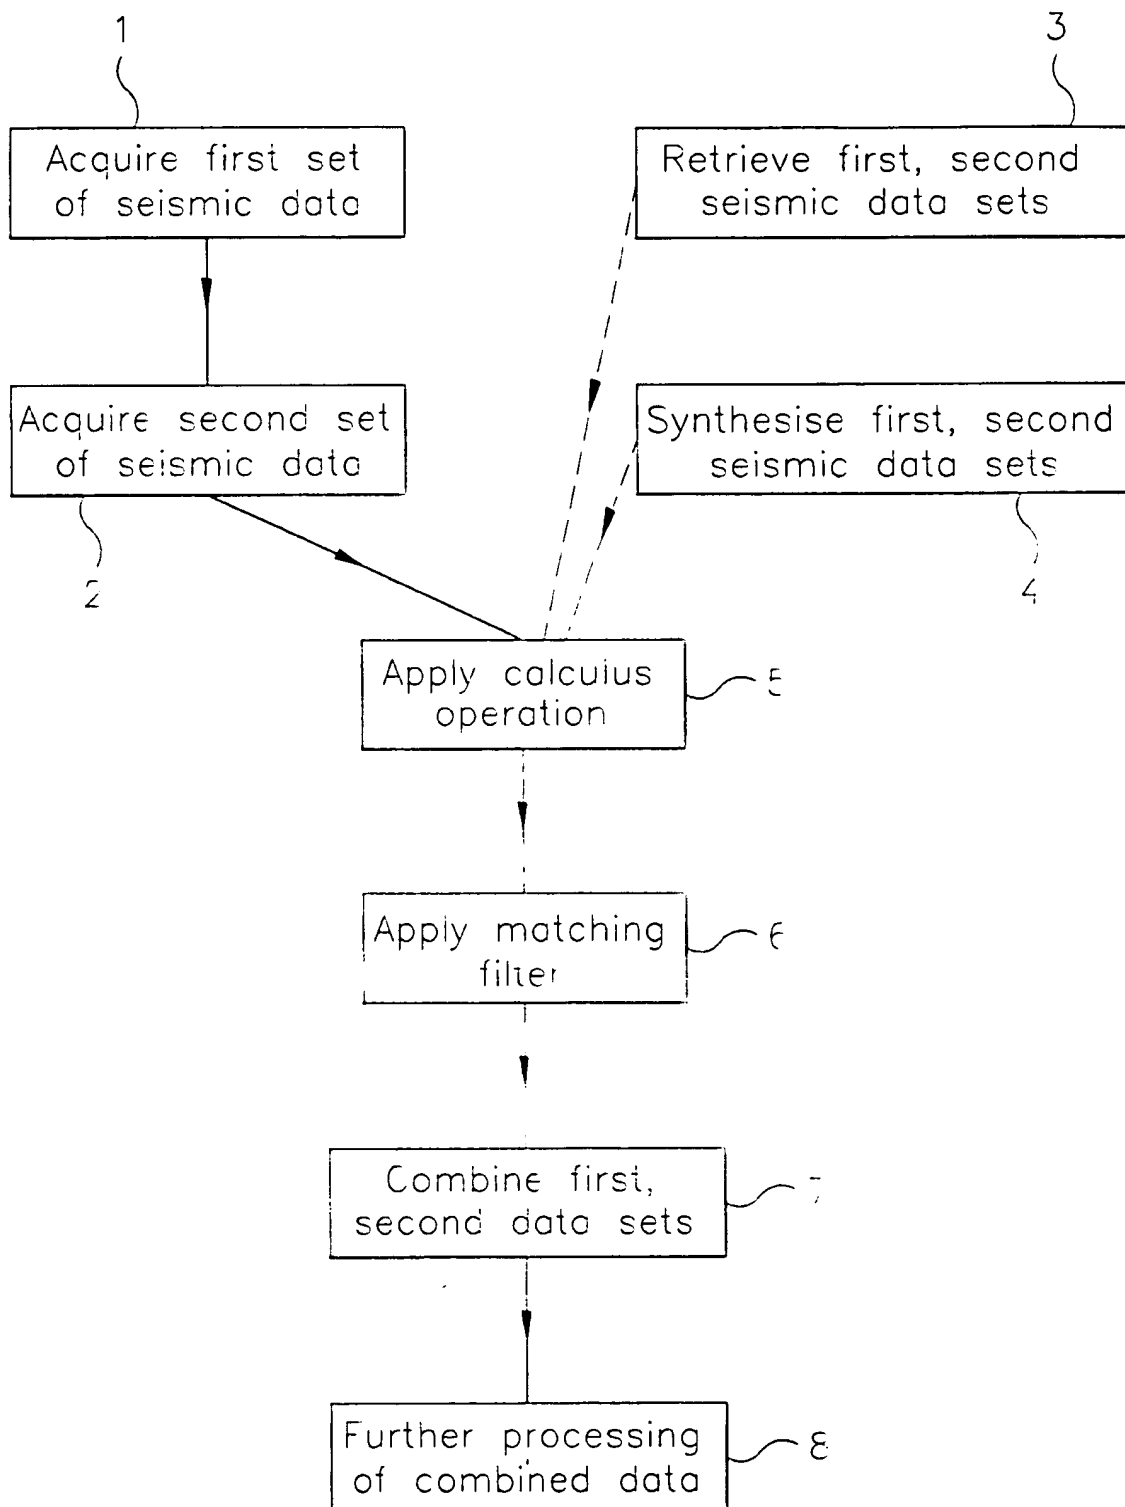 1
3
Acquire first set
of seismic data
Retrieve first, second
seismic data sets
Acquire second set
of seismic data
Synthesise first, second
seismic data sets
2
4
Apply calculus
operation
5
Apply matching
filter
6
Combine first,
second data sets
7
Further processing
of combined data
8